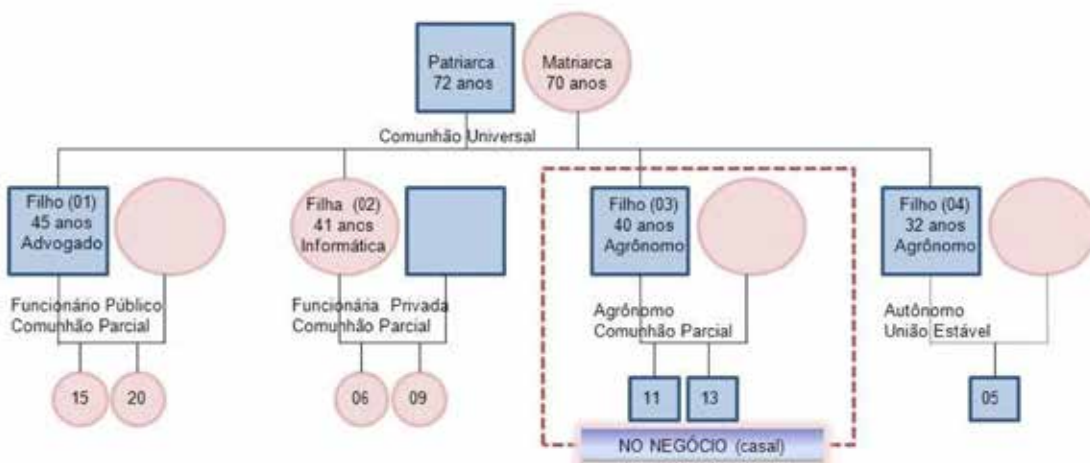 Patriarca
72 anos
Matriarca
70 anos
Comunhão Universal
Filho (01)
45 anos
Advogado
Filha (02)
41 anos
Informática
Filho (03)
40 anos
Agrônomo
Filho (04)
32 anos
Agrônomo
Funcionário Público
Comunhão Parcial
Funcionária Privada
Comunhão Parcial
Agrônomo
Comunhão Parcial
Autônomo
União Estável
15
20
06
09
11
13
05
NO NEGÓCIO (casal)